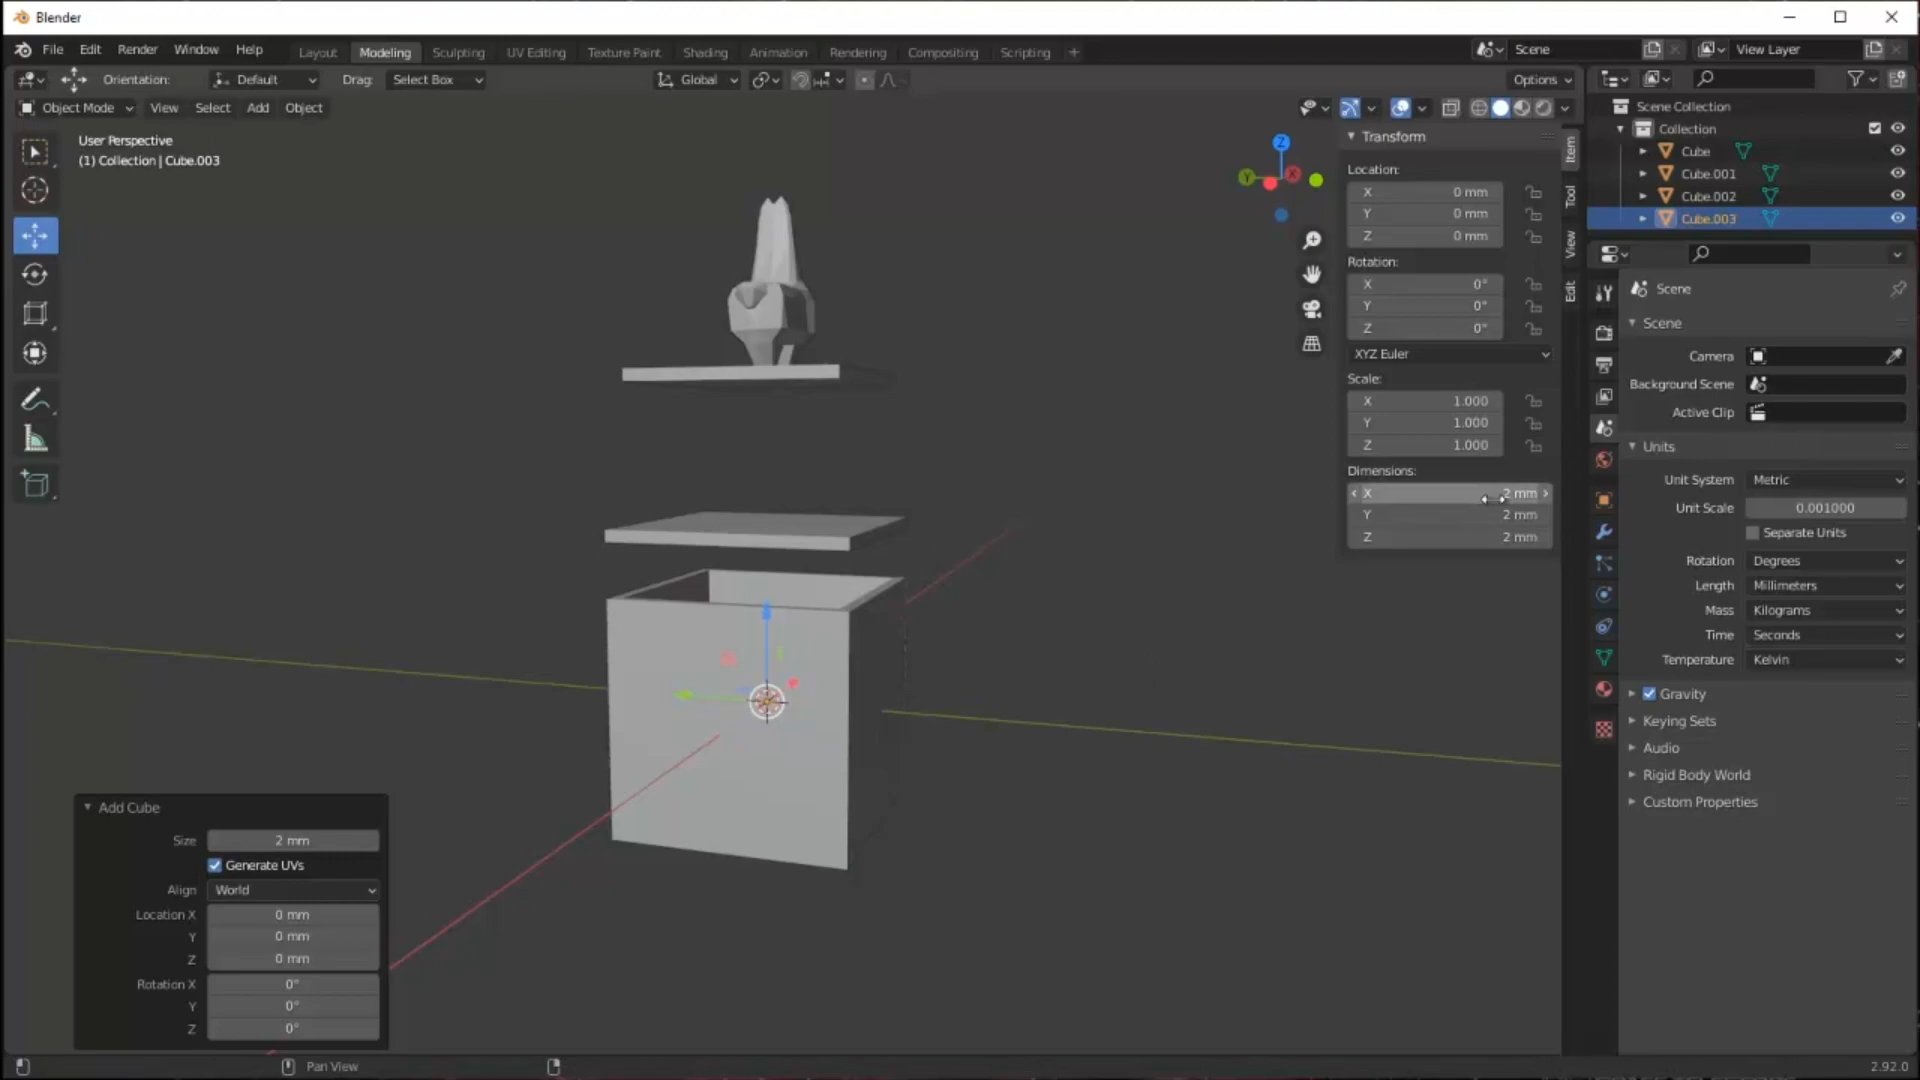 Blender
File Edit Render Window Help Layout Modeling Sculpting UV Editing Texture Paint Shading Animation Rendering Compositing Scripting + Scene View Layer
Orientation: Default Drag: Select Box Global Options
Object Mode View Select Add Object
User Perspective
(1) Collection | Cube.003
Z
Y
X
Transform
Location:
X 0 mm
Y 0 mm
Z 0 mm
Rotation:
X 0°
Y 0°
Z 0°
XYZ Euler
Scale:
X 1.000
Y 1.000
Z 1.000
Dimensions:
X 2 mm
Y 2 mm
Z 2 mm
Item
Tool
View
Edit
Scene Collection
Collection
Cube
Cube.001
Cube.002
Cube.003
Scene
Scene
Camera
Background Scene
Active Clip
Units
Unit System Metric
Unit Scale 0.001000
Separate Units
Rotation Degrees
Length Millimeters
Mass Kilograms
Time Seconds
Temperature Kelvin
Gravity
Keying Sets
Audio
Rigid Body World
Custom Properties
Add Cube
Size 2 mm
Generate UVs
Align World
Location X 0 mm
Y 0 mm
Z 0 mm
Rotation X 0°
Y 0°
Z 0°
Pan View
2.92.0